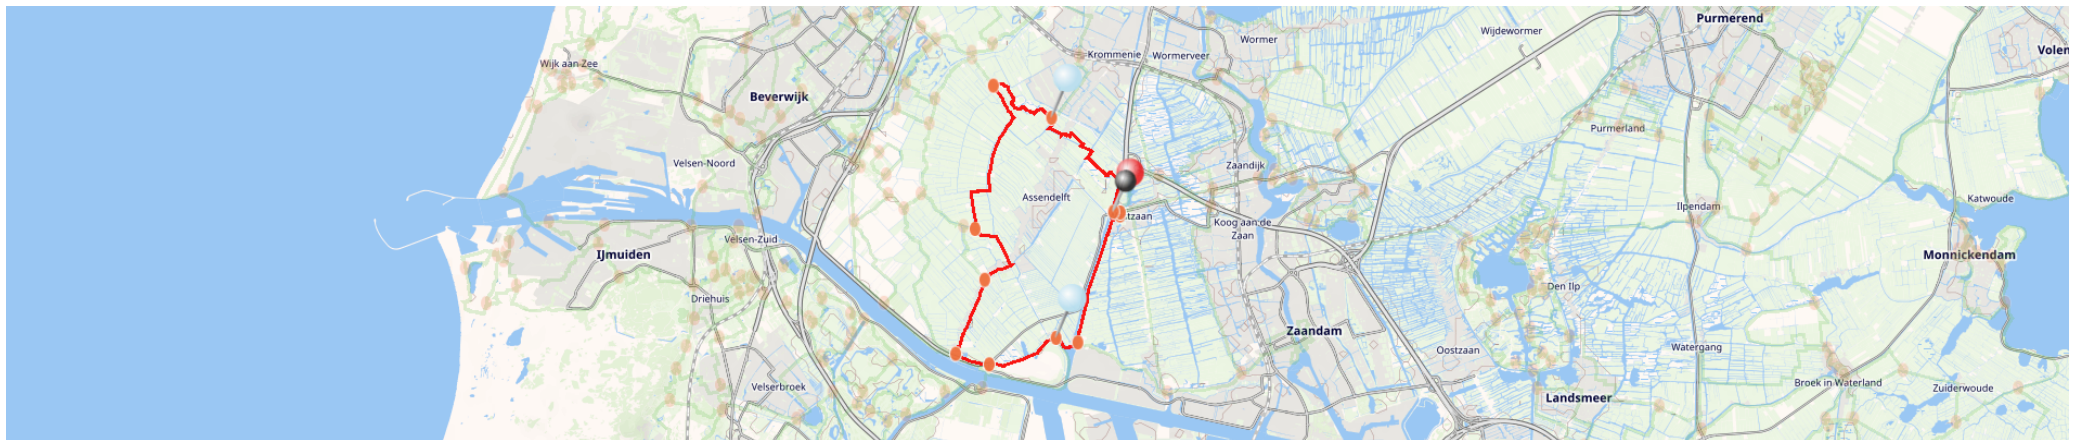 Purmerend
Wormer
Wijdewormer
Krommenie
Wormerveer
Volen
Wijk aan Zee
Beverwijk
Purmerland
Velsen-Noord
Zaandijk
Assendelft
Katwoude
Ilpendam
tzaan
Koog aan de
Zaan
Velsen-Zuid
IJmuiden
Monnickendam
Den Ilp
Driehuis
Zaandam
Watergang
Oostzaan
Broek in Waterland
Velserbroek
Zuiderwoude
Landsmeer